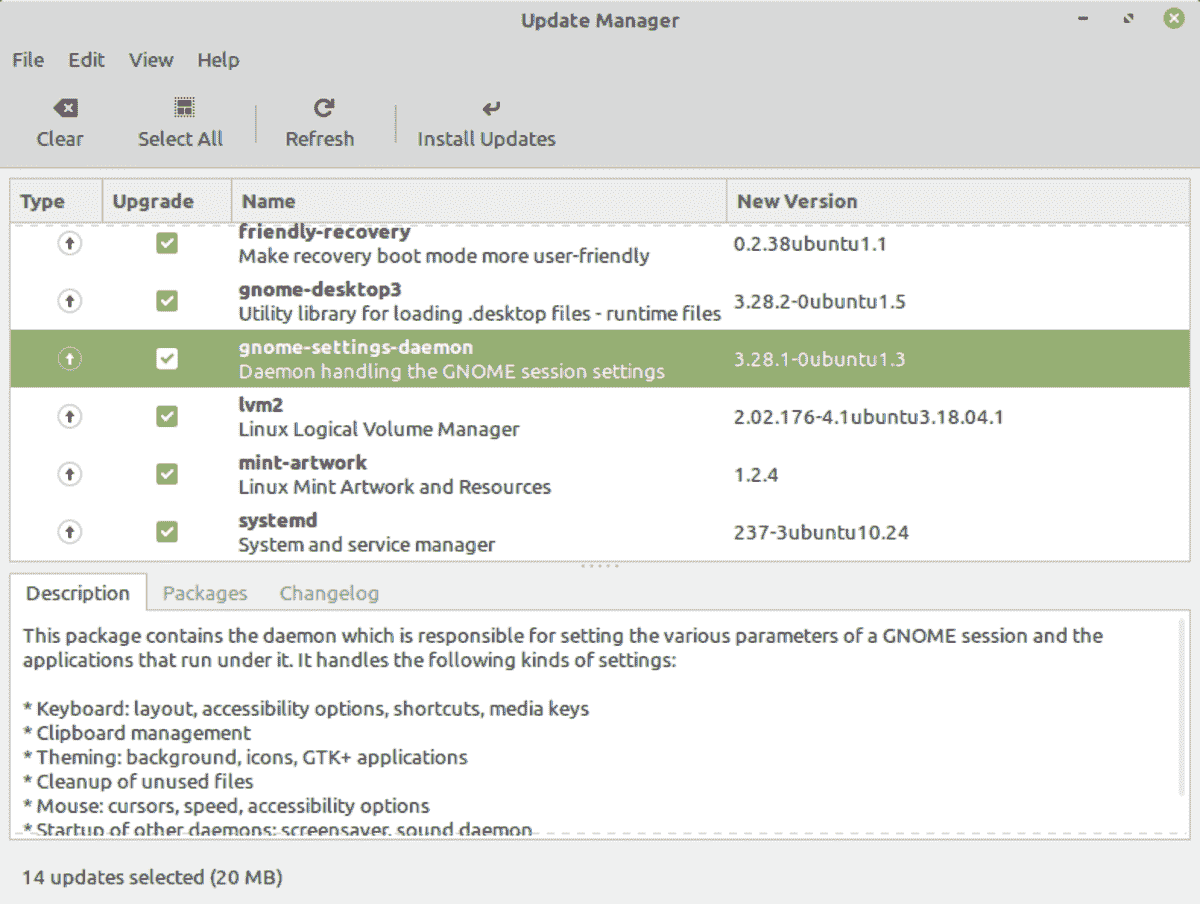 Update Manager
File Edit View Help
Clear Select All Refresh Install Updates
Type Upgrade Name New Version
friendly-recovery
Make recovery boot mode more user-friendly 0.2.38ubuntu1.1
gnome-desktop3
Utility library for loading .desktop files - runtime files 3.28.2-0ubuntu1.5
gnome-settings-daemon
Daemon handling the GNOME session settings 3.28.1-0ubuntu1.3
lvm2
Linux Logical Volume Manager 2.02.176-4.1ubuntu3.18.04.1
mint-artwork
Linux Mint Artwork and Resources 1.2.4
systemd
System and service manager 237-3ubuntu10.24
Description Packages Changelog
This package contains the daemon which is responsible for setting the various parameters of a GNOME session and the
applications that run under it. It handles the following kinds of settings:
* Keyboard: layout, accessibility options, shortcuts, media keys
* Clipboard management
* Theming: background, icons, GTK+ applications
* Cleanup of unused files
* Mouse: cursors, speed, accessibility options
* Startup of other daemons: screensaver, sound daemon
14 updates selected (20 MB)